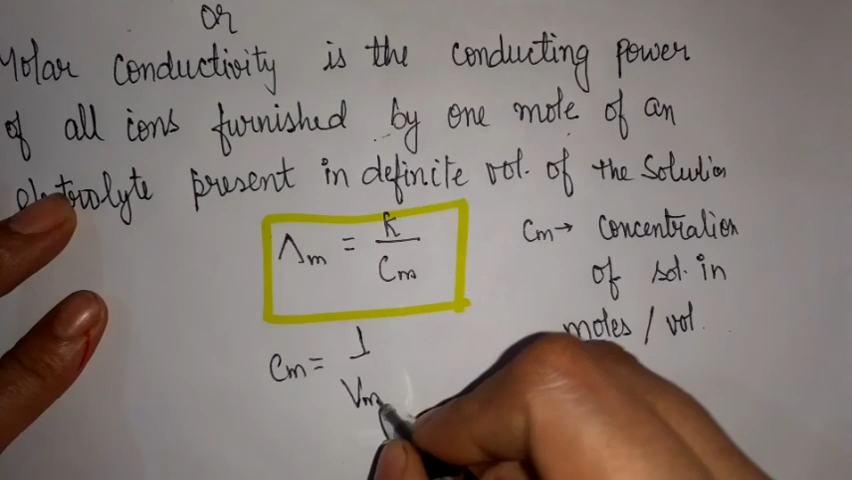 or
Molar conductivity is the conducting power
of all ions furnished by one mole of an
electrolyte present in definite vol. of the Solution
Λm = k / Cm
Cm → concentration
of sol. in
moles / vol.
Cm = 1 / Vm